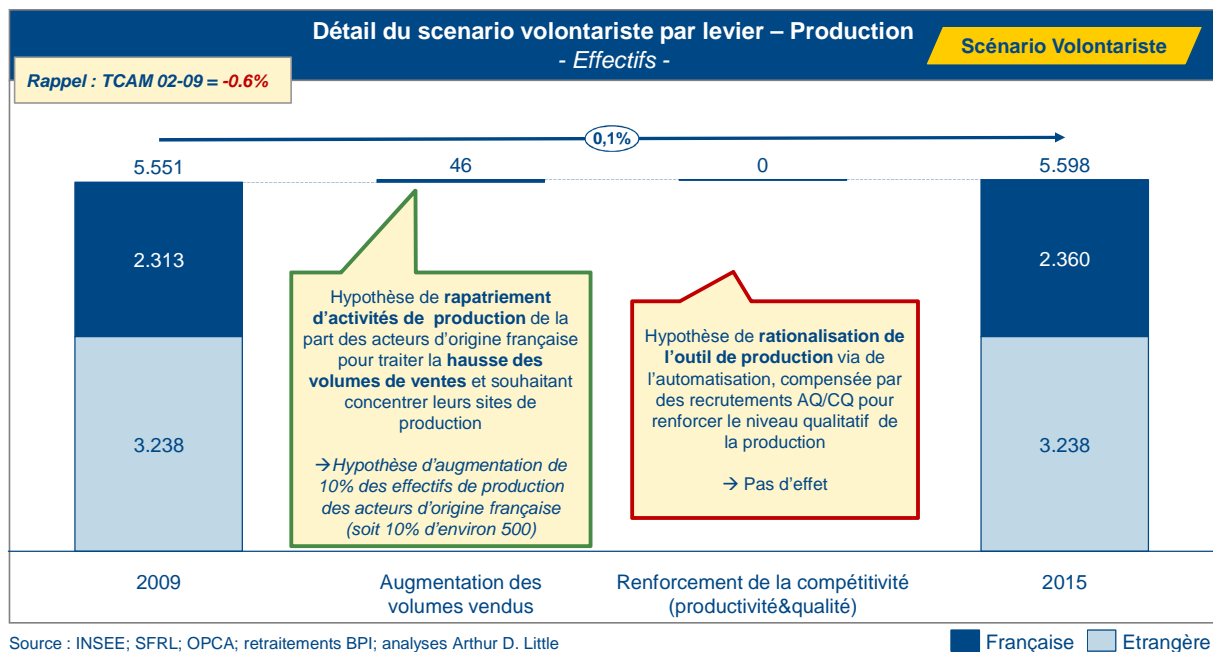 Détail du scenario volontariste par levier – Production
- Effectifs -
Scénario Volontariste
Rappel : TCAM 02-09 = -0.6%
0,1%
5.551
46
0
5.598
2.313
3.238
Hypothèse de rapatriement
d'activités de production de la
part des acteurs d'origine française
pour traiter la hausse des
volumes de ventes et souhaitant
concentrer leurs sites de
production
→Hypothèse d'augmentation de
10% des effectifs de production
des acteurs d'origine française
(soit 10% d'environ 500)
Hypothèse de rationalisation de
l'outil de production via de
l'automatisation, compensée par
des recrutements AQ/CQ pour
renforcer le niveau qualitatif de
la production
→ Pas d'effet
2.360
3.238
2009
Augmentation des
volumes vendus
Renforcement de la compétitivité
(productivité&qualité)
2015
Source : INSEE; SFRL; OPCA; retraitements BPI; analyses Arthur D. Little
Française
Etrangère